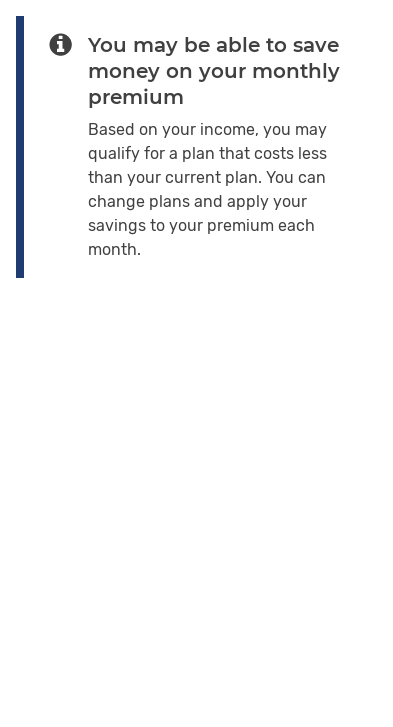 You may be able to save
money on your monthly
premium
Based on your income, you may
qualify for a plan that costs less
than your current plan. You can
change plans and apply your
savings to your premium each
month.